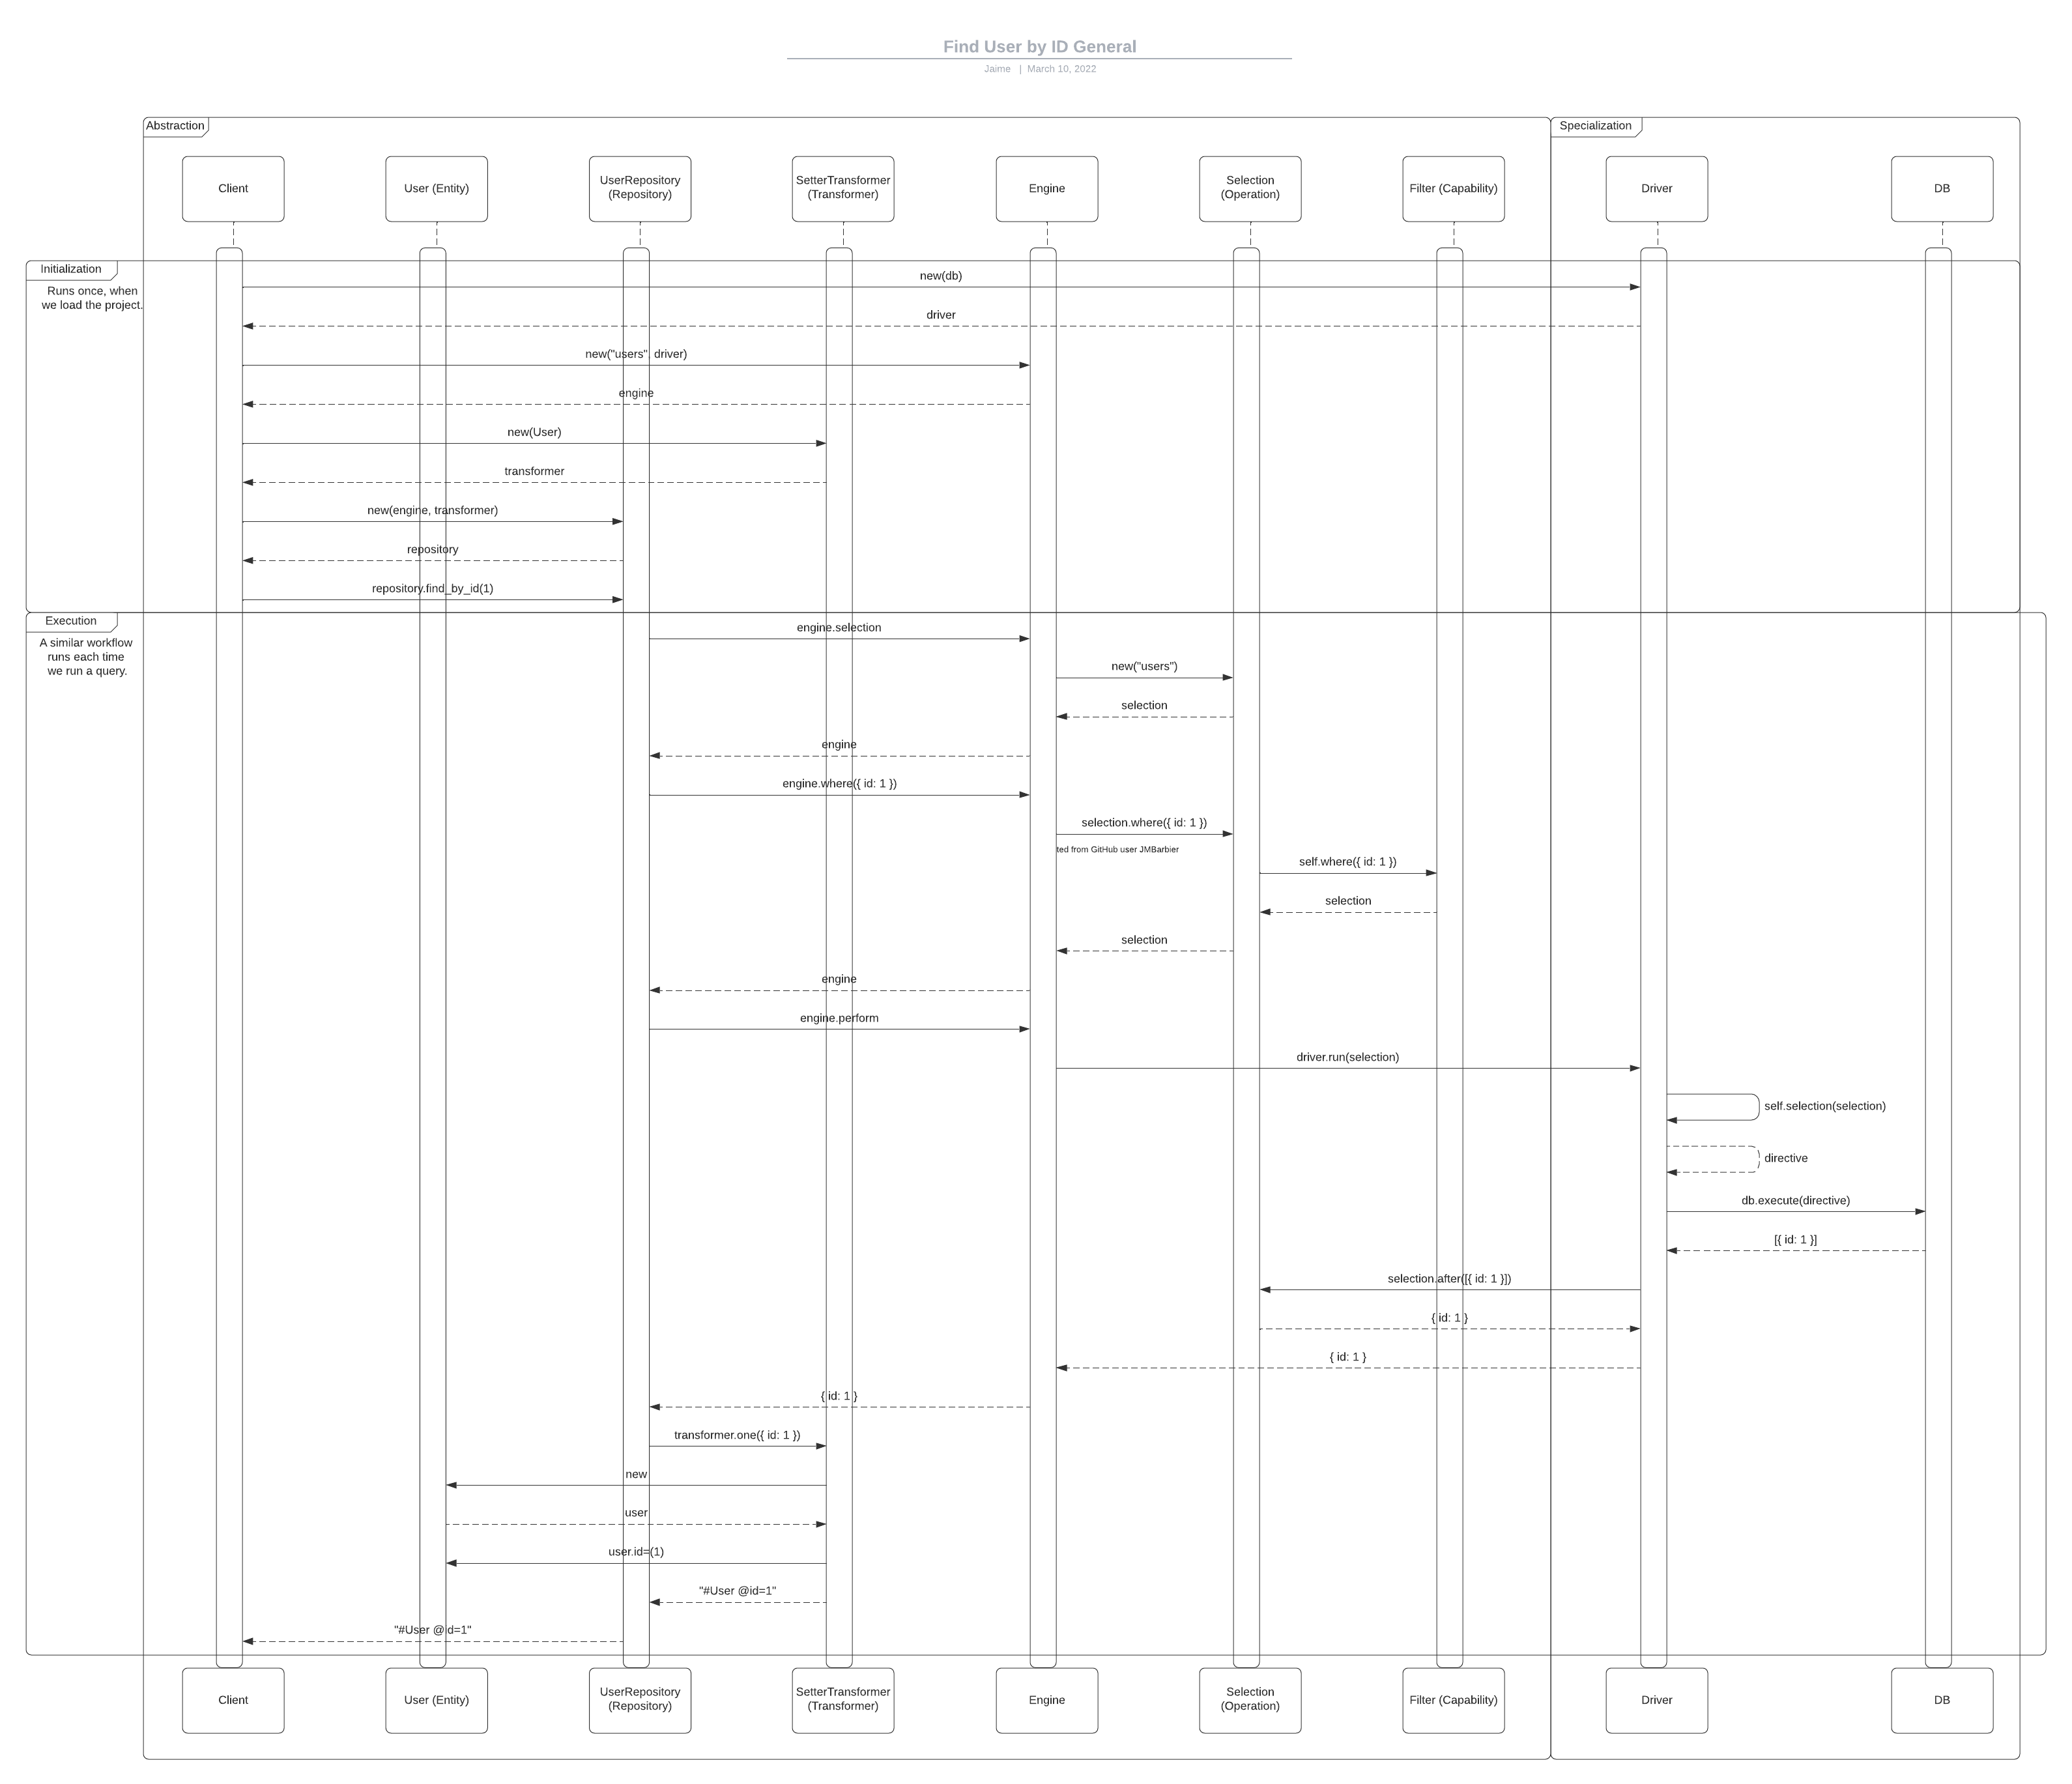 Find User by ID General
Jaime | March 10, 2022
Abstraction
Specialization
Client
User (Entity)
UserRepository
(Repository)
SetterTransformer
(Transformer)
Engine
Selection
(Operation)
Filter (Capability)
Driver
DB
Initialization
Runs once, when
we load the project.
new(db)
driver
new("users", driver)
engine
new(User)
transformer
new(engine, transformer)
repository
repository.find_by_id(1)
Execution
A similar workflow
runs each time
we run a query.
engine.selection
new("users")
selection
engine
engine.where({ id: 1 })
selection.where({ id: 1 })
ted from GitHub user JMBarbier
self.where({ id: 1 })
selection
selection
engine
engine.perform
driver.run(selection)
self.selection(selection)
directive
db.execute(directive)
[{ id: 1 }]
selection.after([{ id: 1 }])
{ id: 1 }
{ id: 1 }
{ id: 1 }
transformer.one({ id: 1 })
new
user
user.id=(1)
"#User @id=1"
"#User @id=1"
Client
User (Entity)
UserRepository
(Repository)
SetterTransformer
(Transformer)
Engine
Selection
(Operation)
Filter (Capability)
Driver
DB